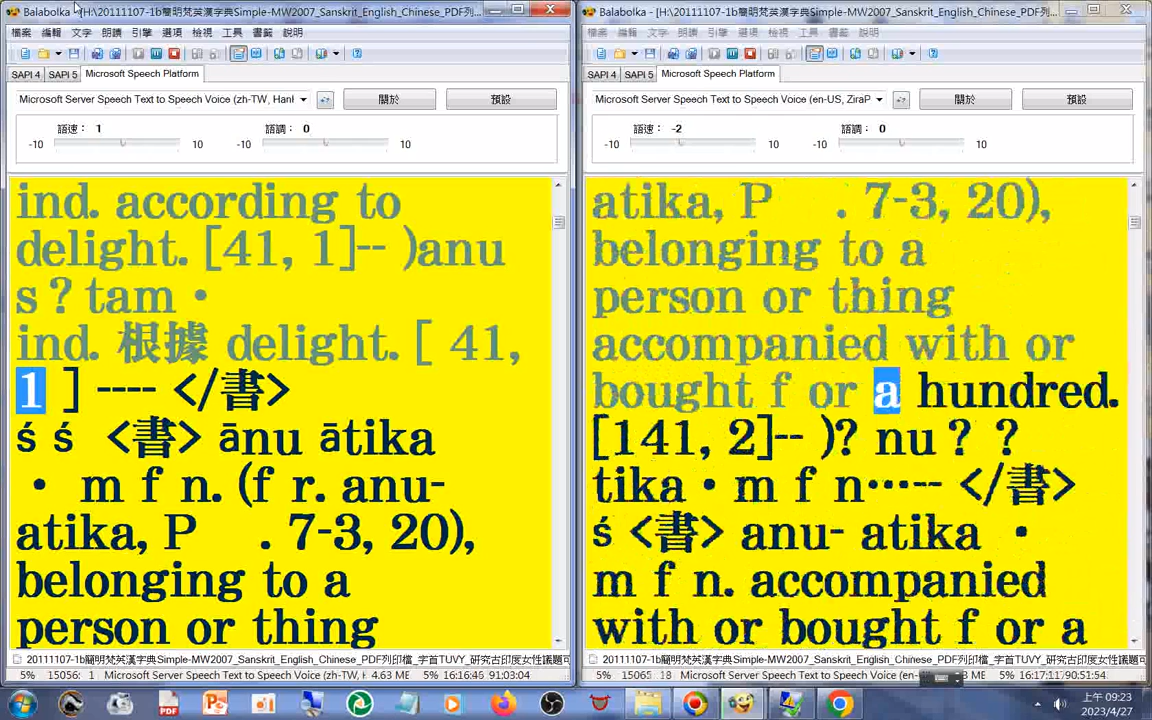 Balabolka - [H:\20111107-1b簡明梵英漢字典Simple-MW2007_Sanskrit_English_Chinese_PDF列...
檔案 編輯 文字 朗讀 引擎 選項 檢視 工具 書籤 說明
SAPI 4 SAPI 5 Microsoft Speech Platform
Microsoft Server Speech Text to Speech Voice (zh-TW, HanH 關於 預設
語速： 1 語調： 0
-10 10 -10 10
ind. according to
delight. [41, 1]-- )anu
s ? tam •
ind. 根據 delight. [ 41,
1 ] ---- </書>
ś ś <書> ānu ātika
• m f n. (f r. anu-
atika, P . 7-3, 20),
belonging to a
person or thing
20111107-1b簡明梵英漢字典Simple-MW2007_Sanskrit_English_Chinese_PDF列印檔_字首TUVY_研究古印度女性議題可
5% 15056: 1 Microsoft Server Speech Text to Speech Voice (zh-TW, H 4.63 ME 5% 16:16:45 91:03:04
Balabolka - [H:\20111107-1b簡明梵英漢字典Simple-MW2007_Sanskrit_English_Chinese_PDF列印...
檔案 編輯 文字 朗讀 引擎 選項 檢視 工具 書籤 說明
SAPI 4 SAPI 5 Microsoft Speech Platform
Microsoft Server Speech Text to Speech Voice (en-US, ZiraP 關於 預設
語速： -2 語調： 0
-10 10 -10 10
atika, P . 7-3, 20),
belonging to a
person or thing
accompanied with or
bought f or a hundred.
[141, 2]-- )? nu ? ?
tika • m f n…-- </書>
ś <書> anu- atika •
m f n. accompanied
with or bought f or a
20111107-1b簡明梵英漢字典Simple-MW2007_Sanskrit_English_Chinese_PDF列印檔_字首TUVY_研究古印度女性議題可
5% 15065 18 Microsoft Server Speech Text to Speech Voice 5% 16:17:11 90:51:54
上午 09:23
2023/4/27